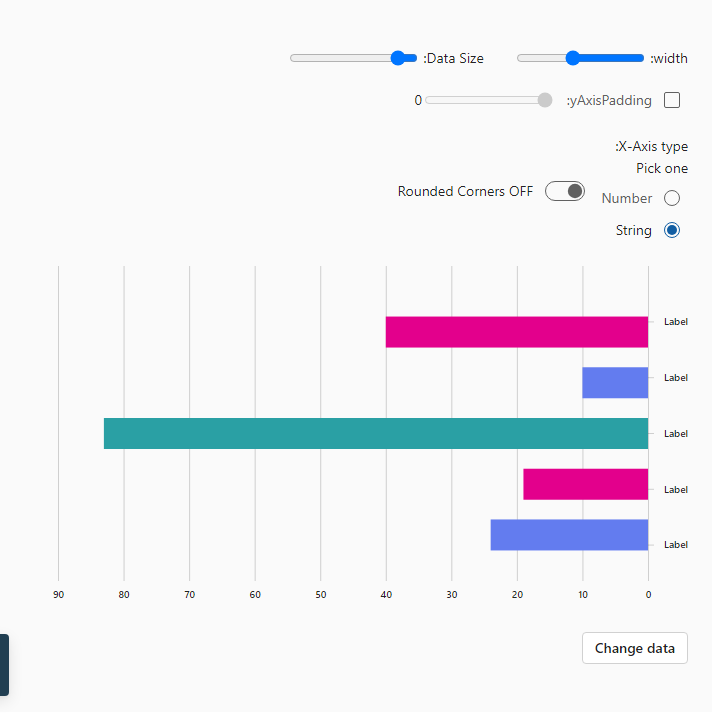 :width
:Data Size
:yAxisPadding
0
:X-Axis type
Pick one
Number
Rounded Corners OFF
String
Label
Label
Label
Label
Label
90 80 70 60 50 40 30 20 10 0
Change data